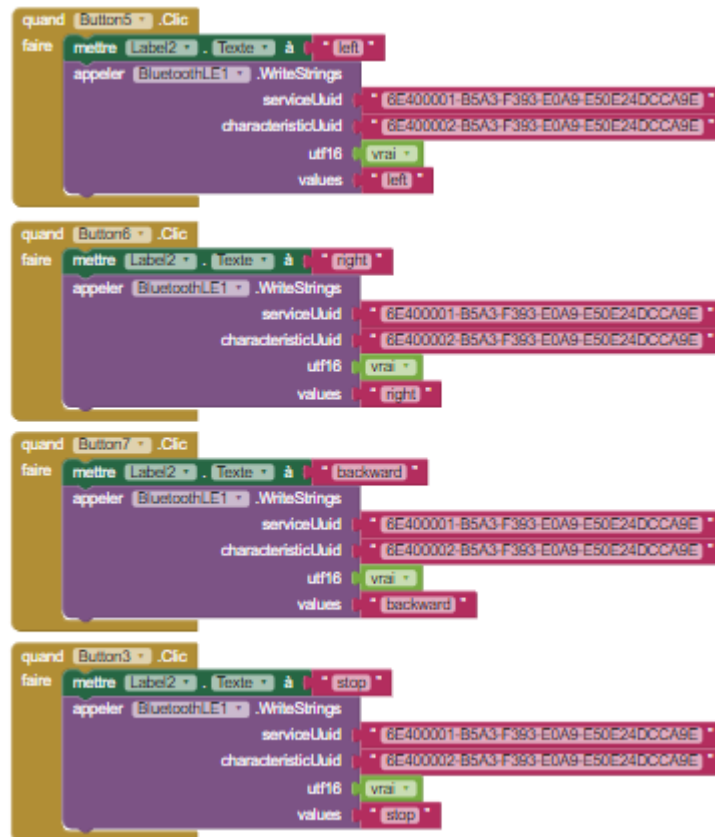 quand Button5 .Clic
faire mettre Label2 . Texte à " left "
appeler BluetoothLE1 .WriteStrings
serviceUuid " 6E400001-B5A3-F393-E0A9-E50E24DCCA9E "
characteristicUuid " 6E400002-B5A3-F393-E0A9-E50E24DCCA9E "
utf16 vrai
values " left "
quand Button6 .Clic
faire mettre Label2 . Texte à " right "
appeler BluetoothLE1 .WriteStrings
serviceUuid " 6E400001-B5A3-F393-E0A9-E50E24DCCA9E "
characteristicUuid " 6E400002-B5A3-F393-E0A9-E50E24DCCA9E "
utf16 vrai
values " right "
quand Button7 .Clic
faire mettre Label2 . Texte à " backward "
appeler BluetoothLE1 .WriteStrings
serviceUuid " 6E400001-B5A3-F393-E0A9-E50E24DCCA9E "
characteristicUuid " 6E400002-B5A3-F393-E0A9-E50E24DCCA9E "
utf16 vrai
values " backward "
quand Button3 .Clic
faire mettre Label2 . Texte à " stop "
appeler BluetoothLE1 .WriteStrings
serviceUuid " 6E400001-B5A3-F393-E0A9-E50E24DCCA9E "
characteristicUuid " 6E400002-B5A3-F393-E0A9-E50E24DCCA9E "
utf16 vrai
values " stop "